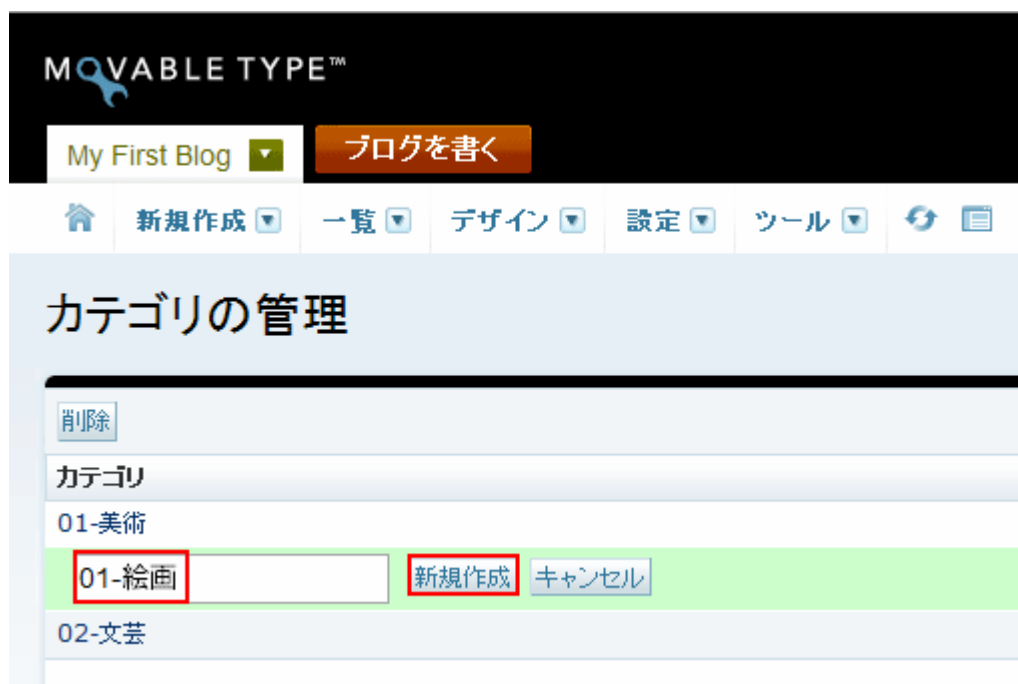 MOVABLE TYPE™
My First Blog ブログを書く
新規作成 一覧 デザイン 設定 ツール
カテゴリの管理
削除
カテゴリ
01-美術
01-絵画 新規作成 キャンセル
02-文芸